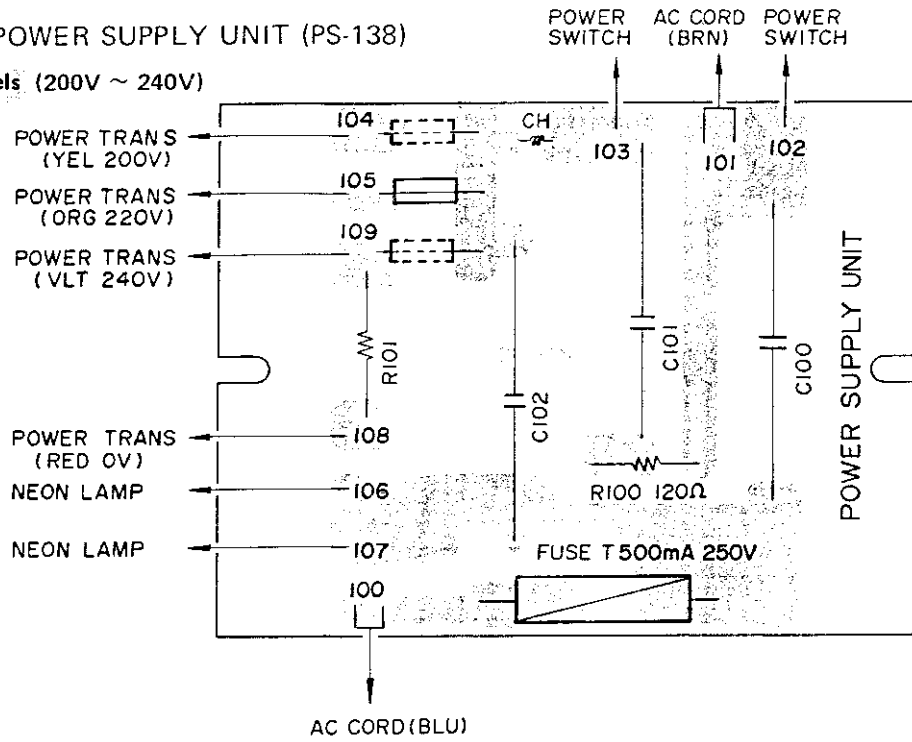 POWER SUPPLY UNIT (PS-138)
els (200V ~ 240V)
POWER SWITCH
AC CORD (BRN)
POWER SWITCH
POWER TRANS
(YEL 200V)
POWER TRANS
(ORG 220V)
POWER TRANS
(VLT 240V)
POWER TRANS
(RED 0V)
NEON LAMP
NEON LAMP
104
105
109
CH
103
101
102
R101
C102
C101
C100
108
106
107
100
R100 120Ω
FUSE T 500mA 250V
POWER SUPPLY UNIT
AC CORD (BLU)